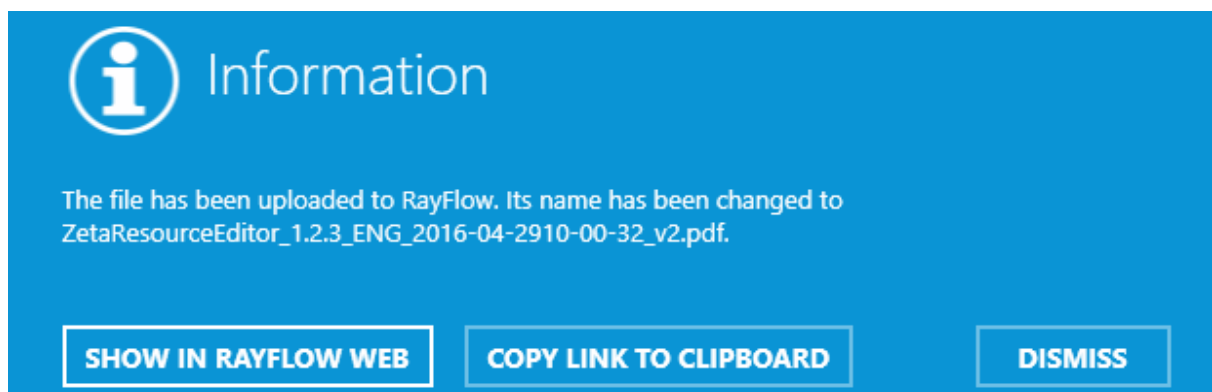 Information
The file has been uploaded to RayFlow. Its name has been changed to
ZetaResourceEditor_1.2.3_ENG_2016-04-2910-00-32_v2.pdf.
SHOW IN RAYFLOW WEB
COPY LINK TO CLIPBOARD
DISMISS